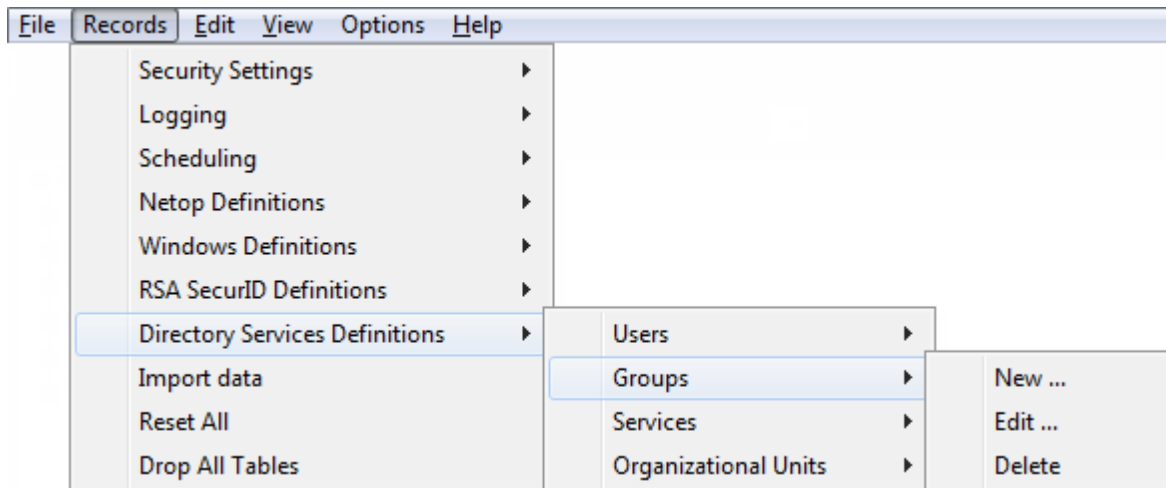 File Records Edit View Options Help
Security Settings
Logging
Scheduling
Netop Definitions
Windows Definitions
RSA SecurID Definitions
Directory Services Definitions
Import data
Reset All
Drop All Tables
Users
Groups
Services
Organizational Units
New ...
Edit ...
Delete